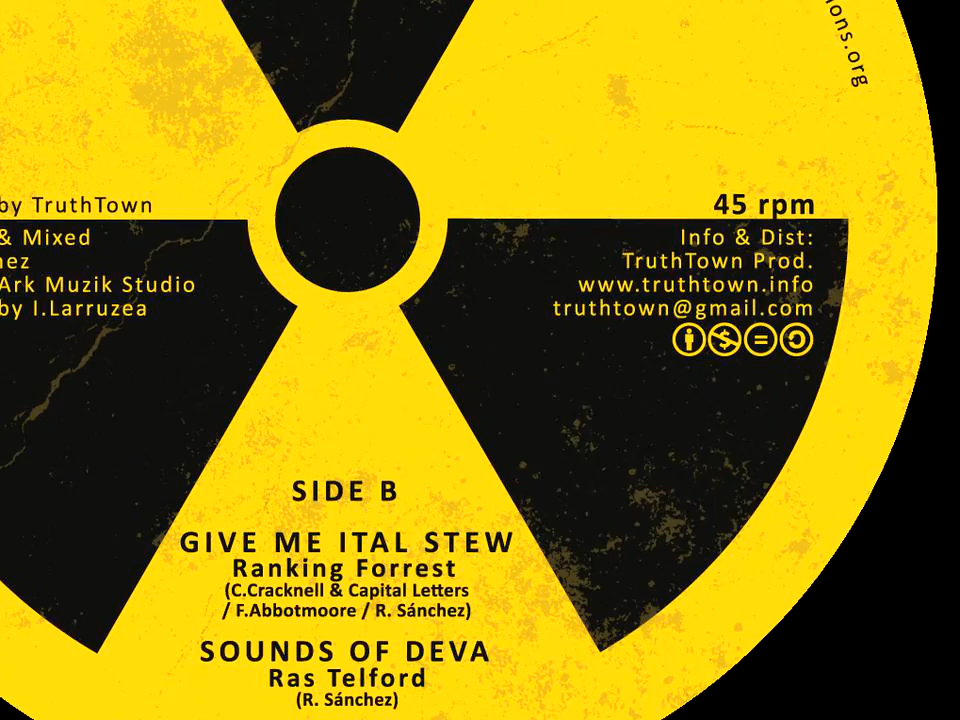 ons.org
by TruthTown
& Mixed
nez
Ark Muzik Studio
by I.Larruzea
45 rpm
Info & Dist:
TruthTown Prod.
www.truthtown.info
truthtown@gmail.com
SIDE B
GIVE ME ITAL STEW
Ranking Forrest
(C.Cracknell & Capital Letters
/ F.Abbotmoore / R. Sánchez)
SOUNDS OF DEVA
Ras Telford
(R. Sánchez)